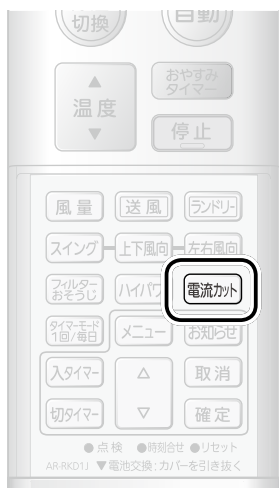 切換
自動
おやすみ
タイマー
温度
停止
風量
送風
ランドリー
スイング
上下風向
左右風向
フィルター
おそうじ
ハイパワ
電流カット
タイマーモード
1回/毎日
メニュー
お知らせ
入タイマー
取消
切タイマー
確定
●点検 ●時刻合せ ●リセット
AR-RKD1J ▼電池交換:カバーを引き抜く